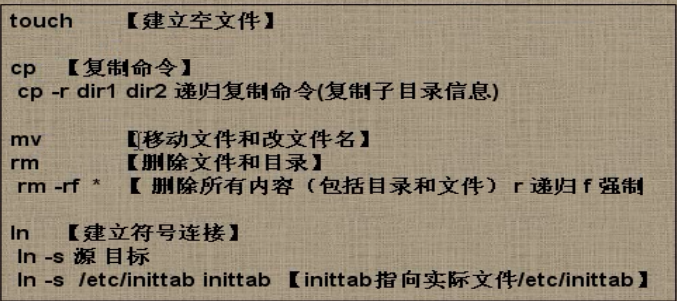 touch 【建立空文件】
cp 【复制命令】
cp -r dir1 dir2 递归复制命令(复制子目录信息)
mv 【移动文件和改文件名】
rm 【删除文件和目录】
rm -rf * 【 删除所有内容（包括目录和文件） r 递归 f 强制
ln 【建立符号连接】
ln -s 源 目标
ln -s /etc/inittab inittab 【inittab指向实际文件/etc/inittab】